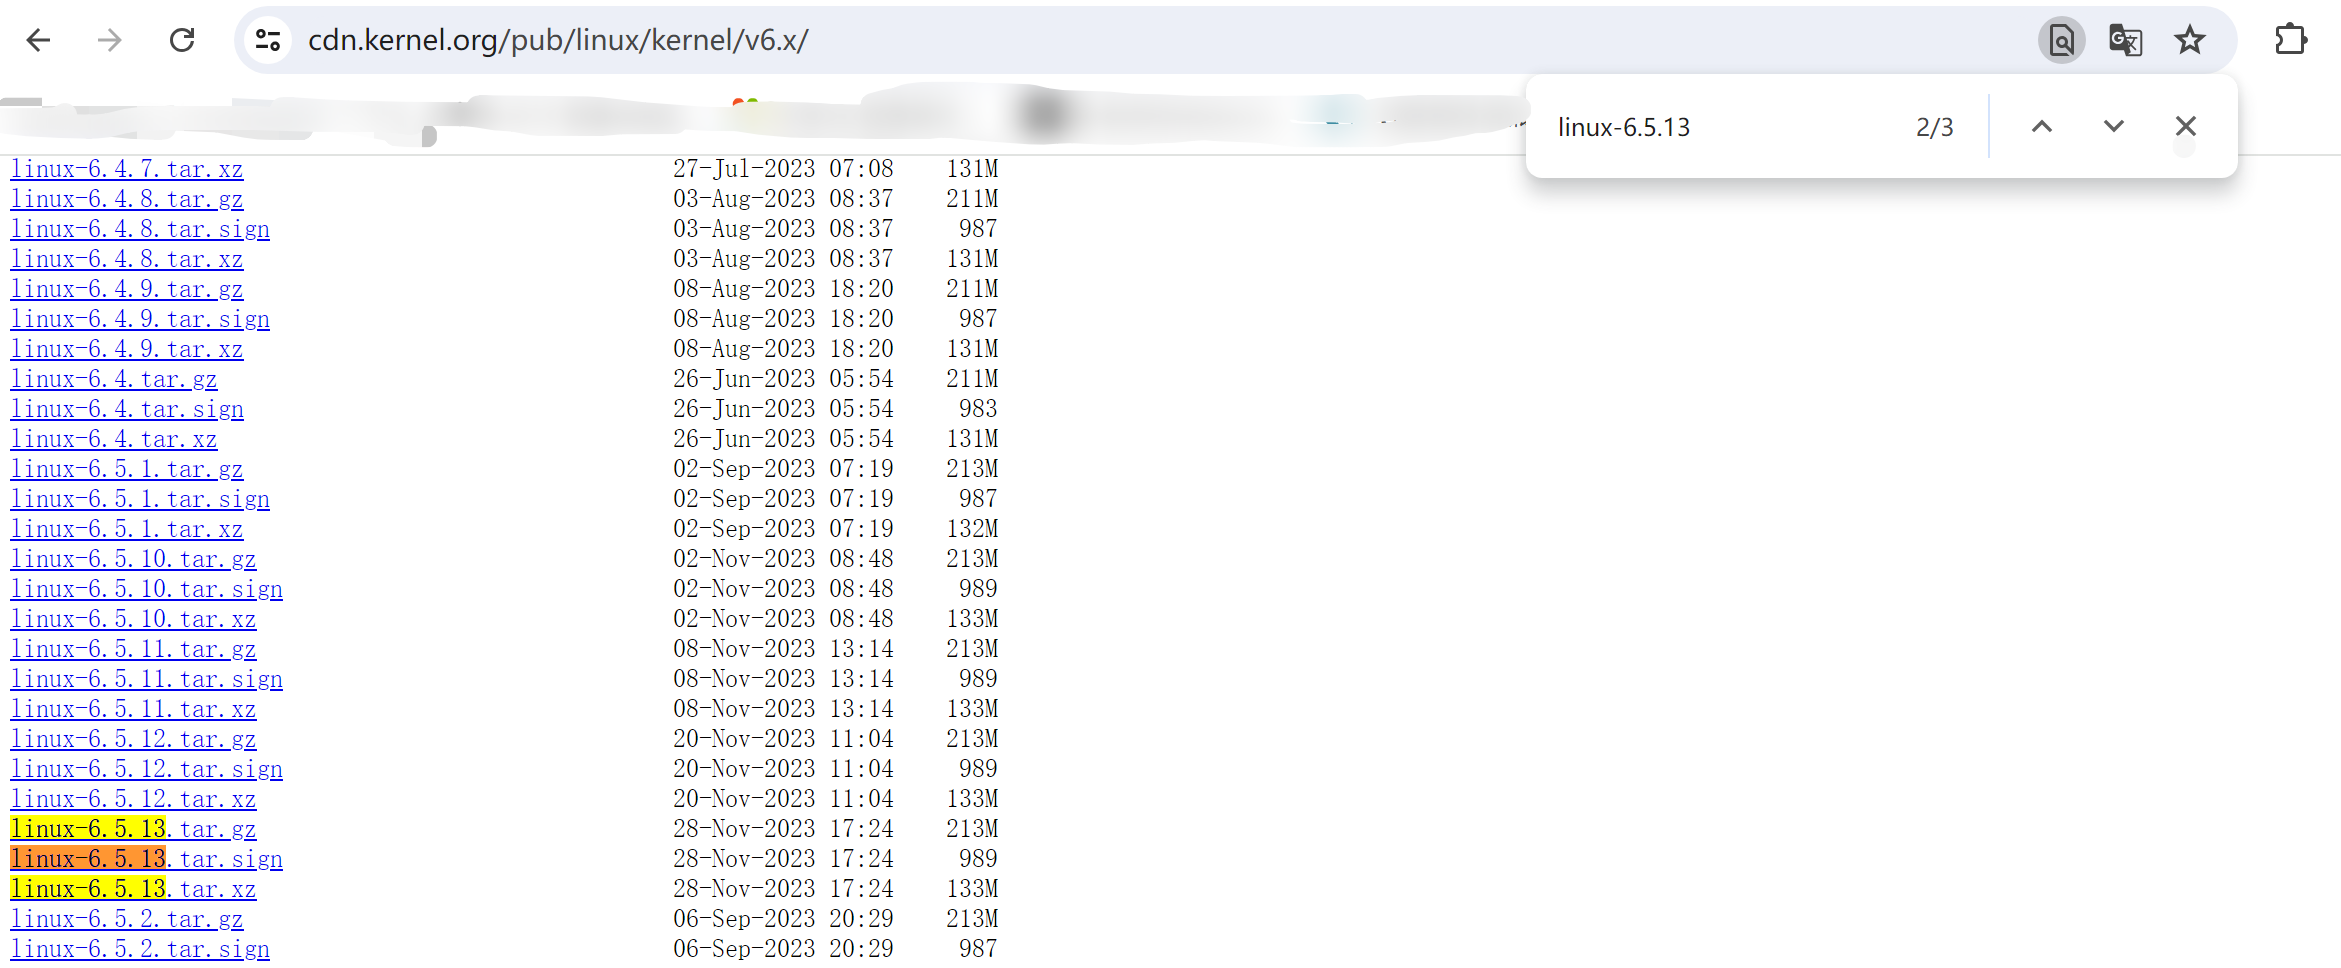 cdn.kernel.org/pub/linux/kernel/v6.x/
linux-6.5.13 2/3
linux-6.4.7.tar.xz 27-Jul-2023 07:08 131M
linux-6.4.8.tar.gz 03-Aug-2023 08:37 211M
linux-6.4.8.tar.sign 03-Aug-2023 08:37 987
linux-6.4.8.tar.xz 03-Aug-2023 08:37 131M
linux-6.4.9.tar.gz 08-Aug-2023 18:20 211M
linux-6.4.9.tar.sign 08-Aug-2023 18:20 987
linux-6.4.9.tar.xz 08-Aug-2023 18:20 131M
linux-6.4.tar.gz 26-Jun-2023 05:54 211M
linux-6.4.tar.sign 26-Jun-2023 05:54 983
linux-6.4.tar.xz 26-Jun-2023 05:54 131M
linux-6.5.1.tar.gz 02-Sep-2023 07:19 213M
linux-6.5.1.tar.sign 02-Sep-2023 07:19 987
linux-6.5.1.tar.xz 02-Sep-2023 07:19 132M
linux-6.5.10.tar.gz 02-Nov-2023 08:48 213M
linux-6.5.10.tar.sign 02-Nov-2023 08:48 989
linux-6.5.10.tar.xz 02-Nov-2023 08:48 133M
linux-6.5.11.tar.gz 08-Nov-2023 13:14 213M
linux-6.5.11.tar.sign 08-Nov-2023 13:14 989
linux-6.5.11.tar.xz 08-Nov-2023 13:14 133M
linux-6.5.12.tar.gz 20-Nov-2023 11:04 213M
linux-6.5.12.tar.sign 20-Nov-2023 11:04 989
linux-6.5.12.tar.xz 20-Nov-2023 11:04 133M
linux-6.5.13.tar.gz 28-Nov-2023 17:24 213M
linux-6.5.13.tar.sign 28-Nov-2023 17:24 989
linux-6.5.13.tar.xz 28-Nov-2023 17:24 133M
linux-6.5.2.tar.gz 06-Sep-2023 20:29 213M
linux-6.5.2.tar.sign 06-Sep-2023 20:29 987